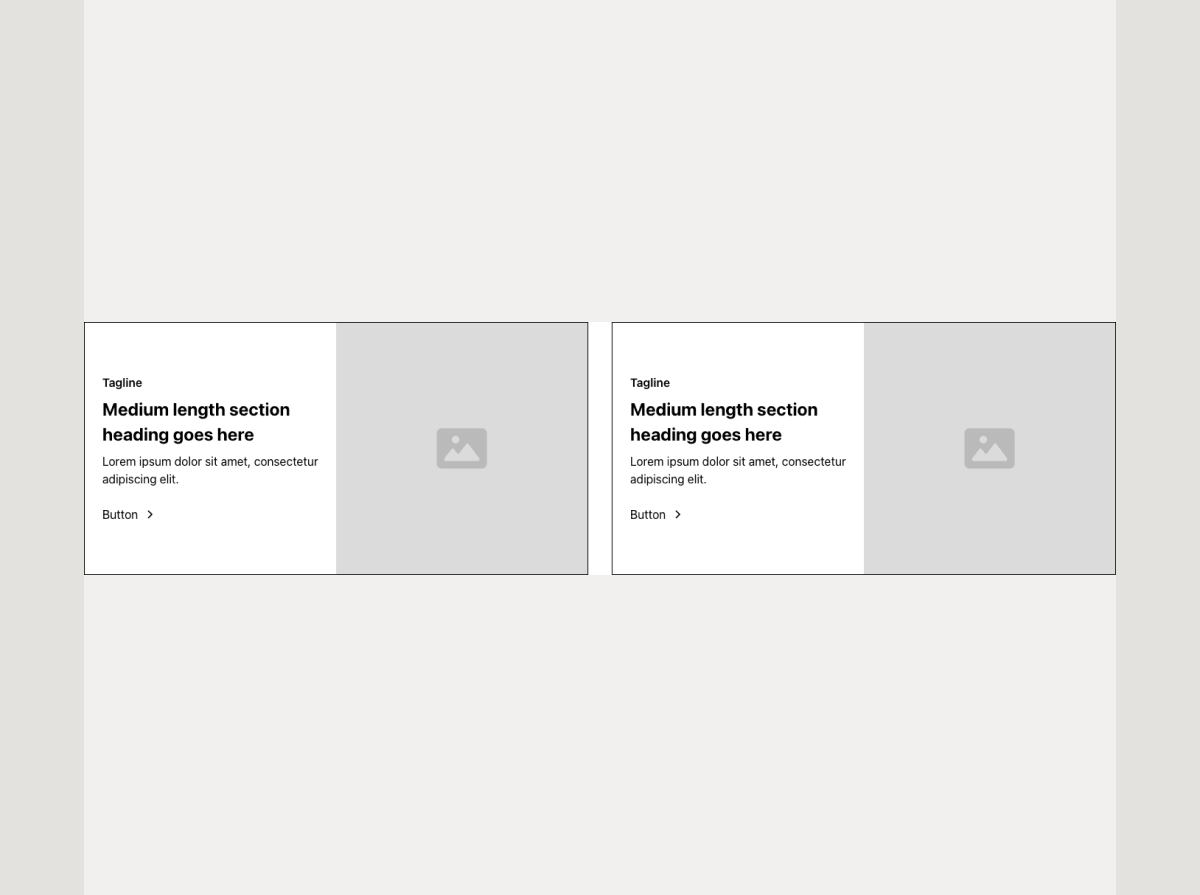 Tagline
Medium length section
heading goes here
Lorem ipsum dolor sit amet, consectetur
adipiscing elit.
Button
Tagline
Medium length section
heading goes here
Lorem ipsum dolor sit amet, consectetur
adipiscing elit.
Button